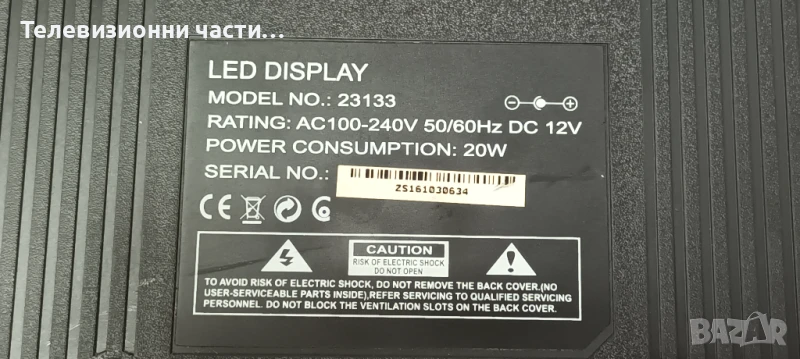 Телевизионни части...
LED DISPLAY
MODEL NO.: 23133
RATING: AC100-240V 50/60Hz DC 12V
POWER CONSUMPTION: 20W
SERIAL NO.:
ZS161030634
CE
CAUTION
RISK OF ELECTRIC SHOCK
DO NOT OPEN
TO AVOID RISK OF ELECTRIC SHOCK, DO NOT REMOVE THE BACK COVER.(NO
USER-SERVICEABLE PARTS INSIDE),REFER SERVICING TO QUALIFIED SERVICING
PERSONNEL. DO NOT BLOCK THE VENTILATION SLOTS ON THE BACK COVER.
BAZAR